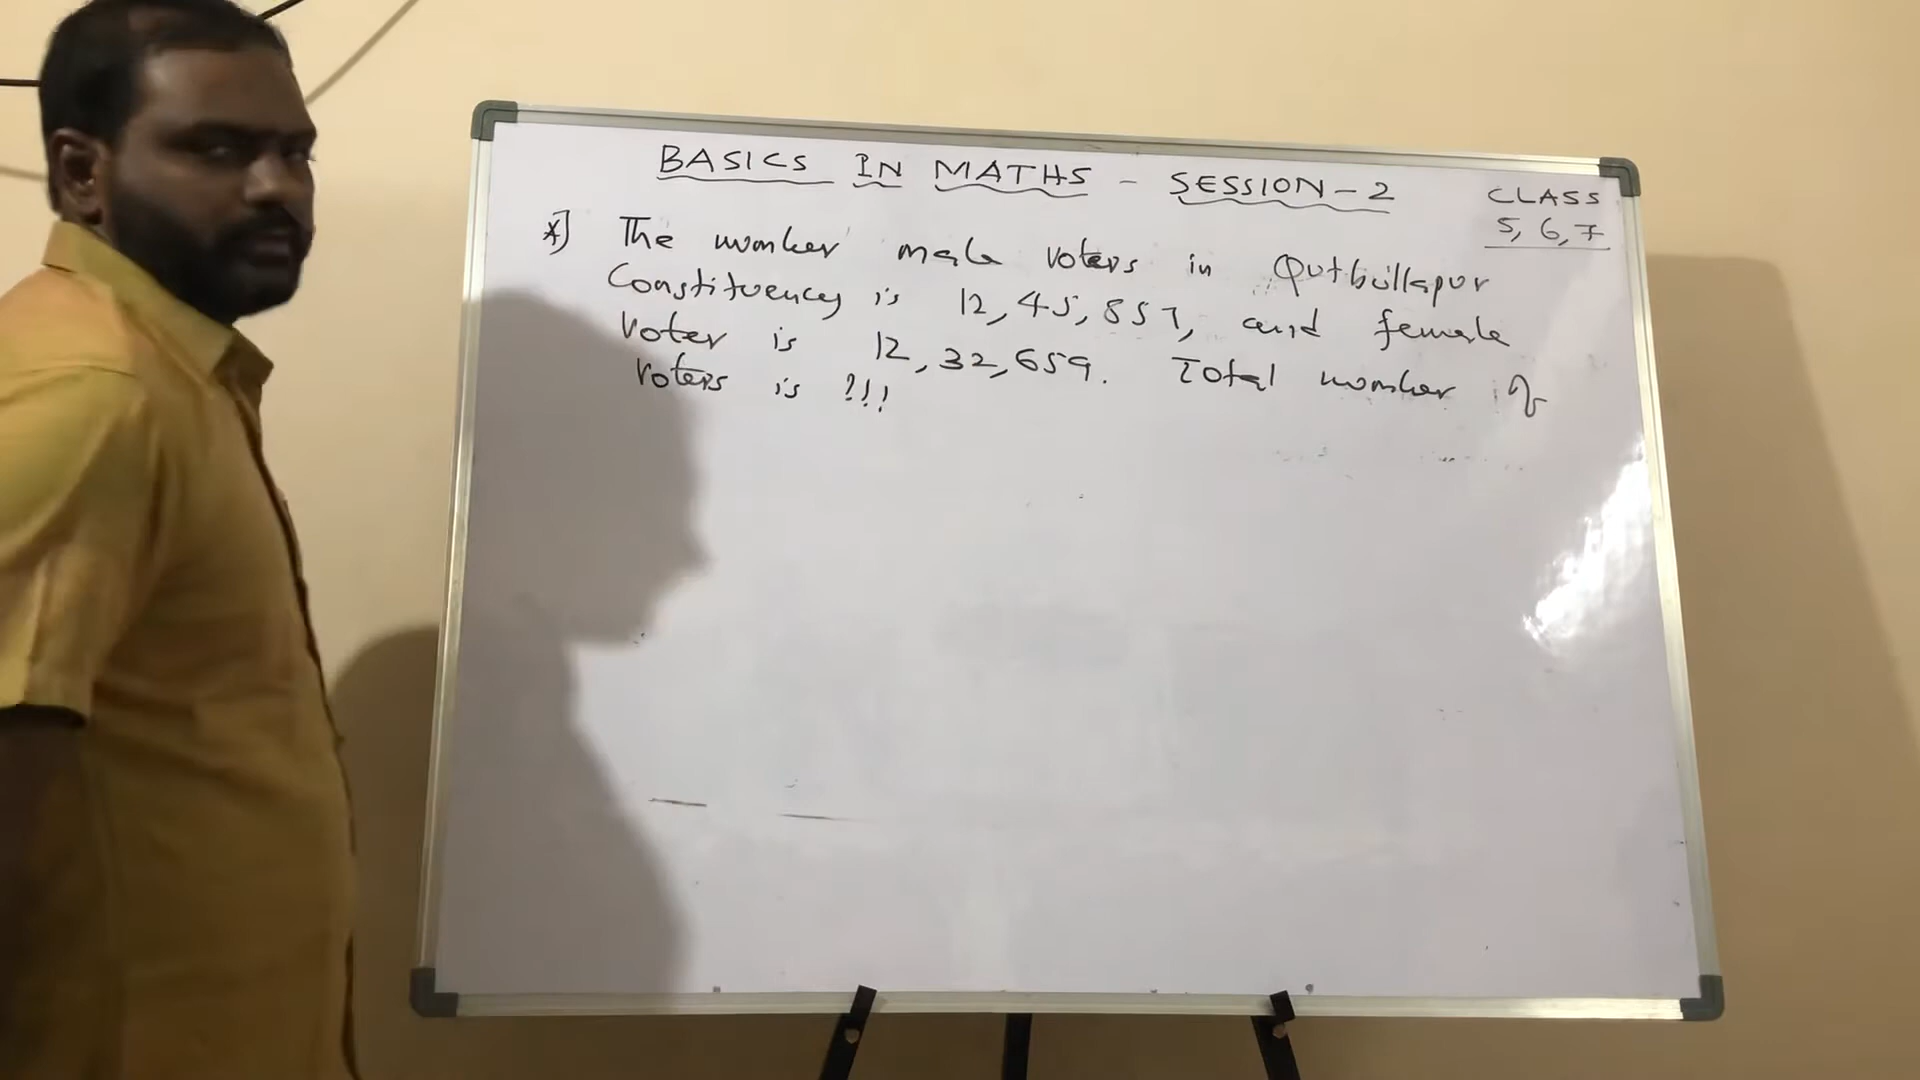 BASICS IN MATHS - SESSION-2
CLASS
5, 6, 7
*] The number male voters in Qutbullapur
Constituency is 12,45,857, and female
voter is 12,32,659. Total number of
voters is ?!!